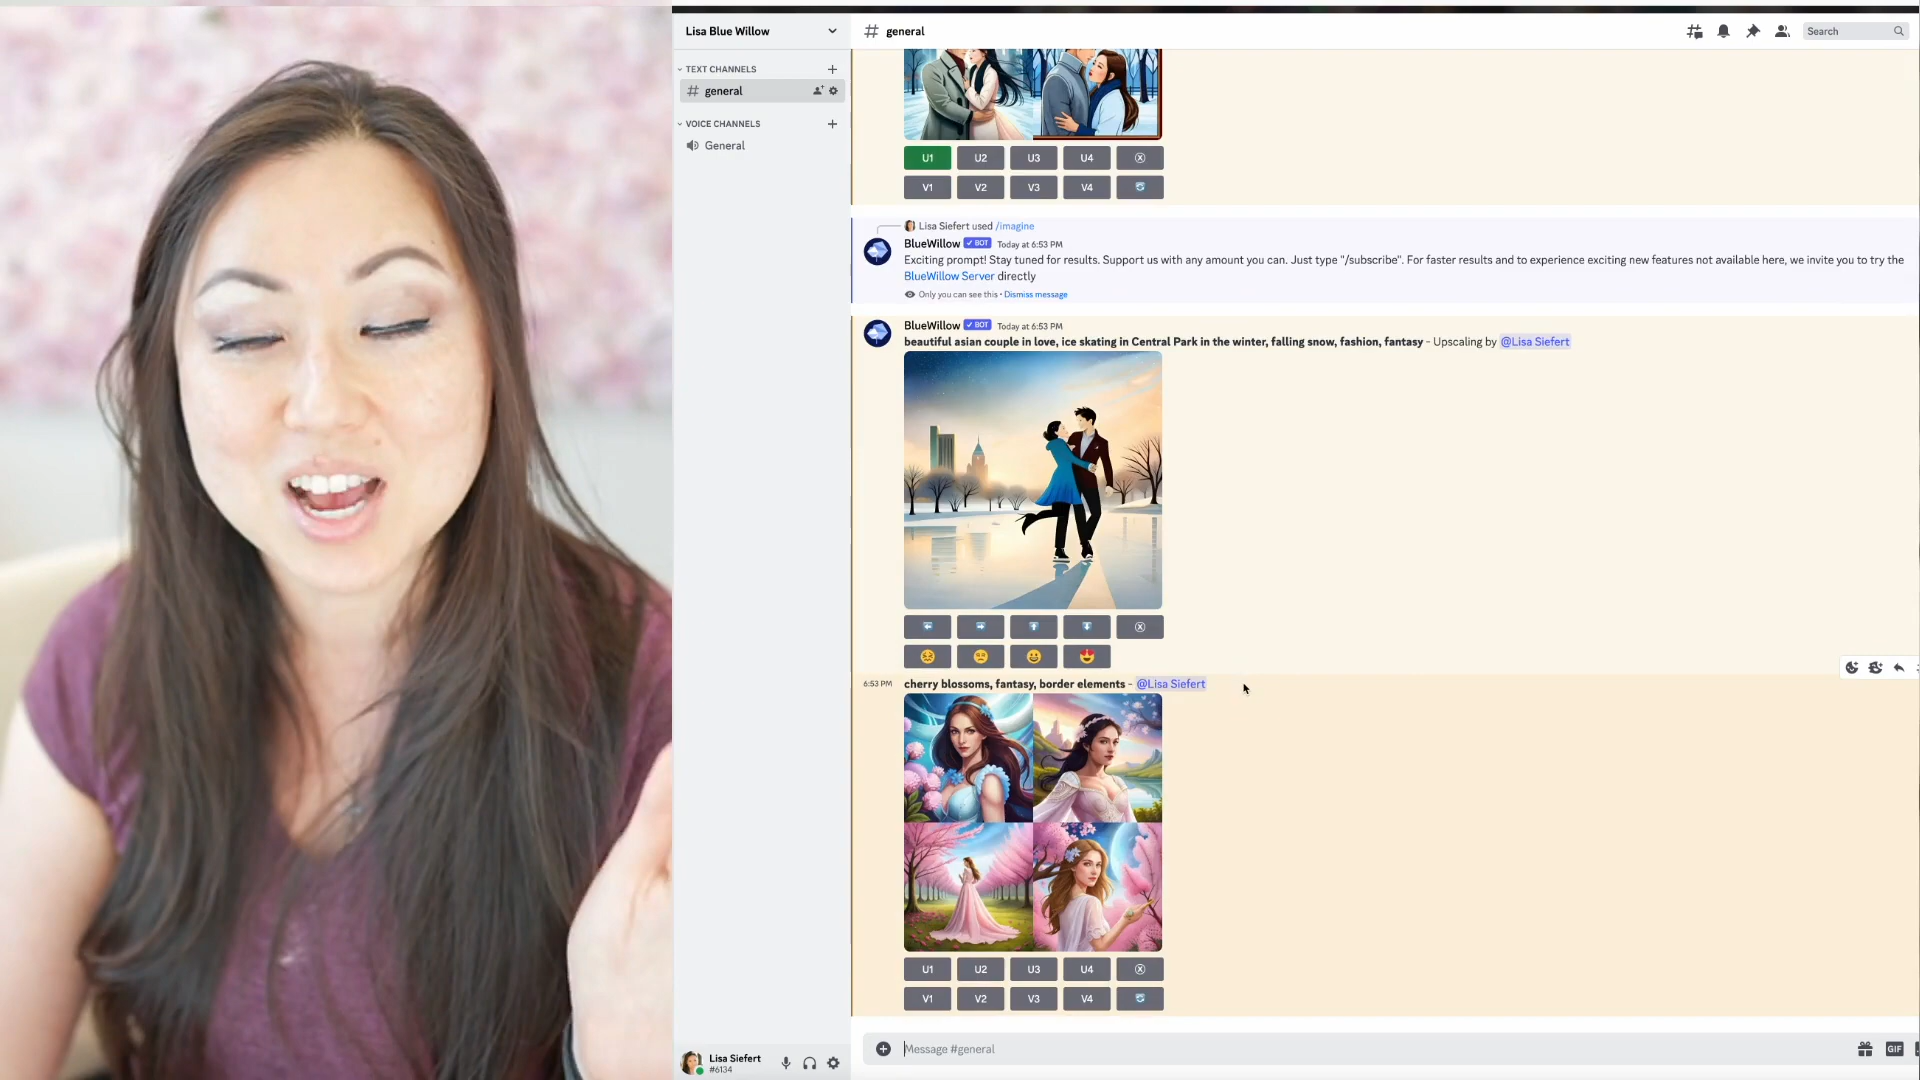 Lisa Blue Willow
general
Search
TEXT CHANNELS
general
VOICE CHANNELS
General
U1 U2 U3 U4
V1 V2 V3 V4
Lisa Siefert used /imagine
BlueWillow ✓ BOT Today at 6:53 PM
Exciting prompt! Stay tuned for results. Support us with any amount you can. Just type "/subscribe". For faster results and to experience exciting new features not available here, we invite you to try the
BlueWillow Server directly
Only you can see this • Dismiss message
BlueWillow ✓ BOT Today at 6:53 PM
beautiful asian couple in love, ice skating in Central Park in the winter, falling snow, fashion, fantasy - Upscaling by @Lisa Siefert
6:53 PM cherry blossoms, fantasy, border elements - @Lisa Siefert
U1 U2 U3 U4
V1 V2 V3 V4
Message #general
GIF
Lisa Siefert
#6134